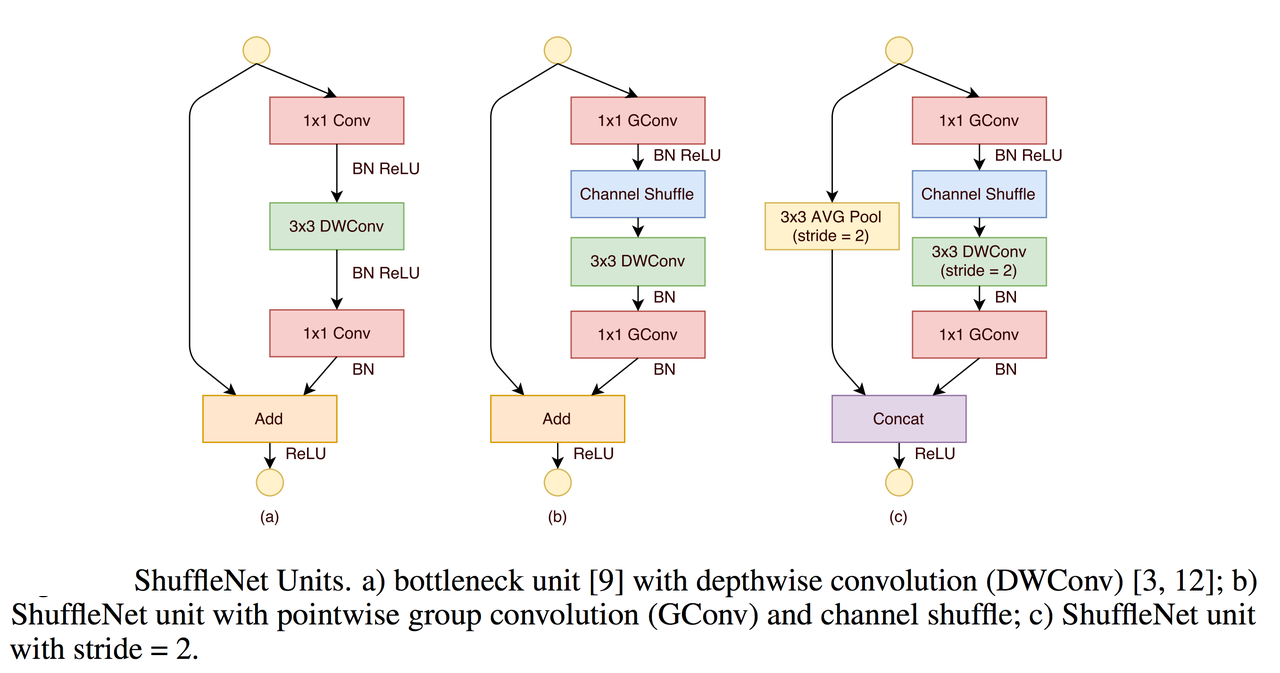 1x1 Conv
BN ReLU
3x3 DWConv
BN ReLU
1x1 Conv
BN
Add
ReLU
(a)
1x1 GConv
BN ReLU
Channel Shuffle
3x3 DWConv
BN
1x1 GConv
BN
Add
ReLU
(b)
3x3 AVG Pool
(stride = 2)
1x1 GConv
BN ReLU
Channel Shuffle
3x3 DWConv
(stride = 2)
BN
1x1 GConv
BN
Concat
ReLU
(c)
ShuffleNet Units. a) bottleneck unit [9] with depthwise convolution (DWConv) [3, 12]; b)
ShuffleNet unit with pointwise group convolution (GConv) and channel shuffle; c) ShuffleNet unit
with stride = 2.